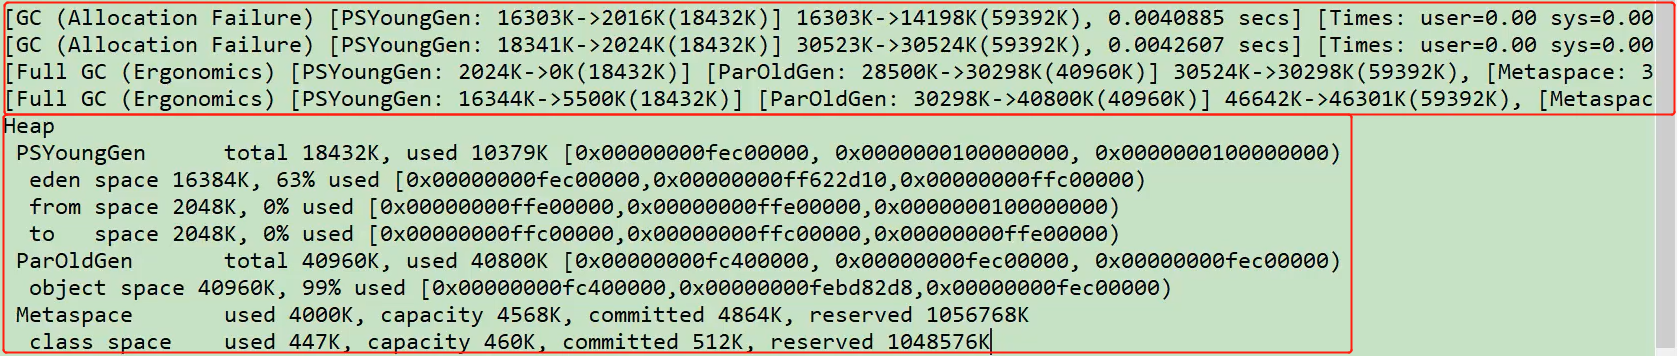 [GC (Allocation Failure) [PSYoungGen: 16303K->2016K(18432K)] 16303K->14198K(59392K), 0.0040885 secs] [Times: user=0.00 sys=0.00
[GC (Allocation Failure) [PSYoungGen: 18341K->2024K(18432K)] 30523K->30524K(59392K), 0.0042607 secs] [Times: user=0.00 sys=0.00
[Full GC (Ergonomics) [PSYoungGen: 2024K->0K(18432K)] [ParOldGen: 28500K->30298K(40960K)] 30524K->30298K(59392K), [Metaspace: 3
[Full GC (Ergonomics) [PSYoungGen: 16344K->5500K(18432K)] [ParOldGen: 30298K->40800K(40960K)] 46642K->46301K(59392K), [Metaspac
Heap
PSYoungGen total 18432K, used 10379K [0x00000000fec00000, 0x0000000100000000, 0x0000000100000000)
eden space 16384K, 63% used [0x00000000fec00000,0x00000000ff622d10,0x00000000ffc00000)
from space 2048K, 0% used [0x00000000ffe00000,0x00000000ffe00000,0x0000000100000000)
to space 2048K, 0% used [0x00000000ffc00000,0x00000000ffc00000,0x00000000ffe00000)
ParOldGen total 40960K, used 40800K [0x00000000fc400000, 0x00000000fec00000, 0x00000000fec00000)
object space 40960K, 99% used [0x00000000fc400000,0x00000000febd82d8,0x00000000fec00000)
Metaspace used 4000K, capacity 4568K, committed 4864K, reserved 1056768K
class space used 447K, capacity 460K, committed 512K, reserved 1048576K